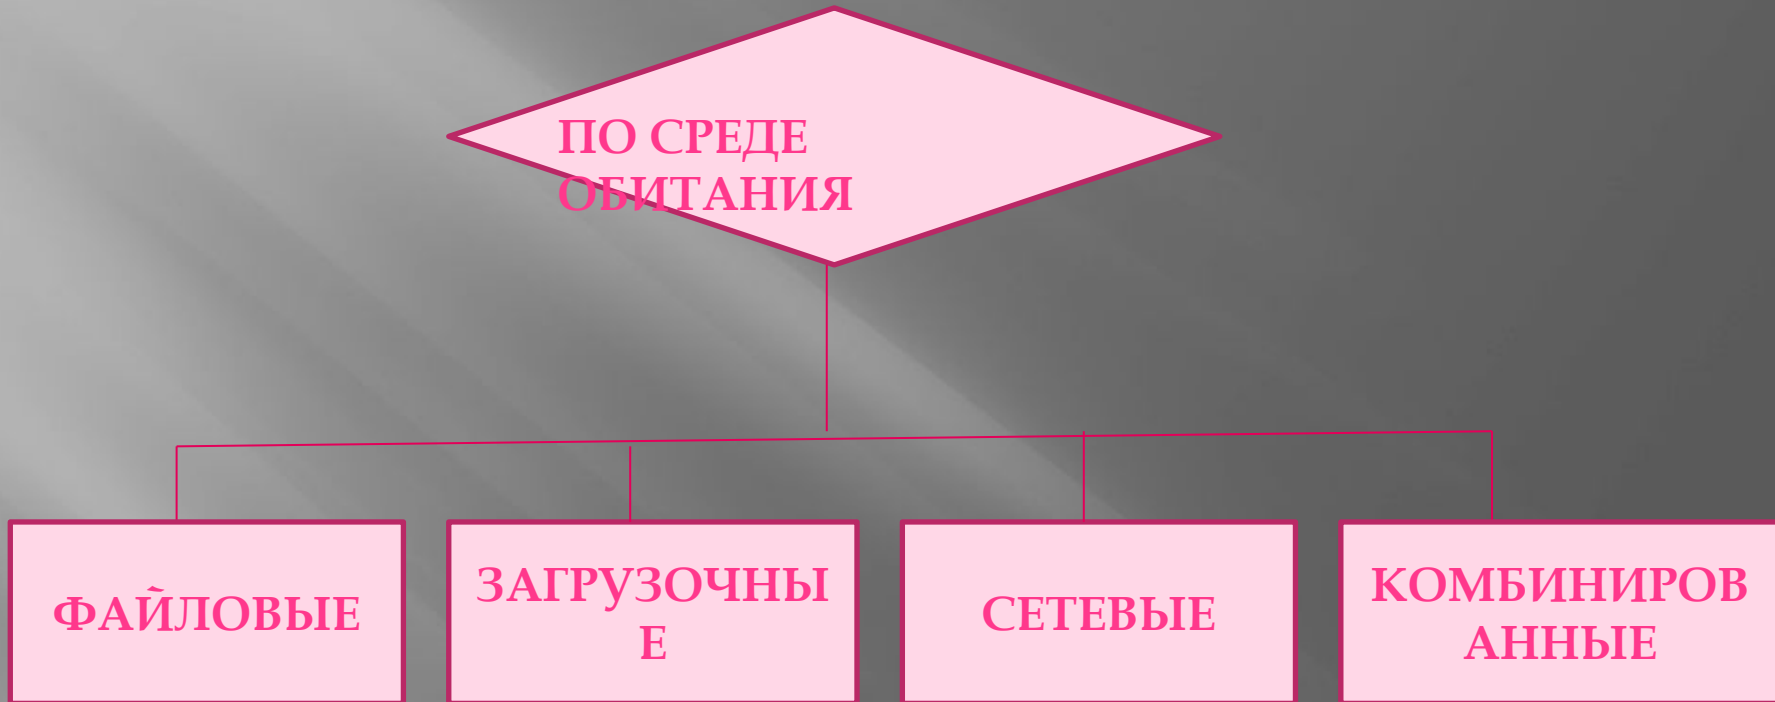 ПО СРЕДЕ
ОБИТАНИЯ
ФАЙЛОВЫЕ
ЗАГРУЗОЧНЫ
Е
СЕТЕВЫЕ
КОМБИНИРОВ
АННЫЕ